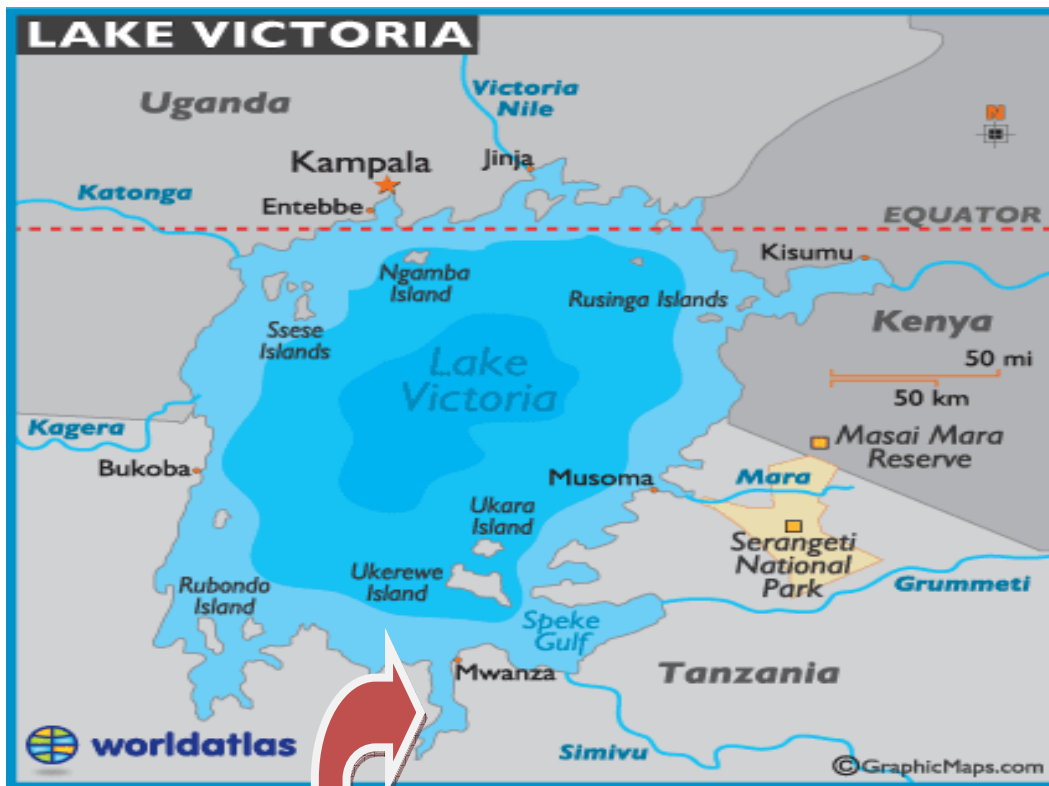 LAKE VICTORIA
Uganda
Victoria
Nile
N
Kampala
Jinja
Katonga
Entebbe
EQUATOR
Kisumu
Ngamba
Island
Rusinga Islands
Ssese
Islands
Kenya
Lake
Victoria
50 mi
50 km
Kagera
Masai Mara
Reserve
Bukoba
Musoma
Mara
Ukara
Island
Serangeti
National
Park
Ukerewe
Island
Rubondo
Island
Grummeti
Speke
Gulf
Mwanza
Tanzania
worldatlas
Simivu
©GraphicMaps.com